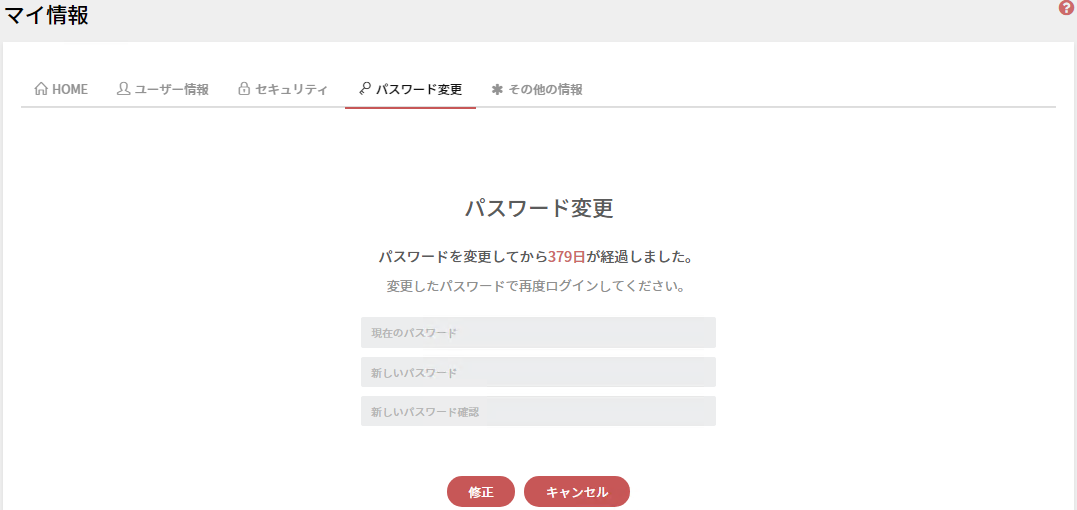 マイ情報
HOME ユーザー情報 セキュリティ パスワード変更 その他の情報
パスワード変更
パスワードを変更してから379日が経過しました。
変更したパスワードで再度ログインしてください。
現在のパスワード
新しいパスワード
新しいパスワード確認
修正 キャンセル